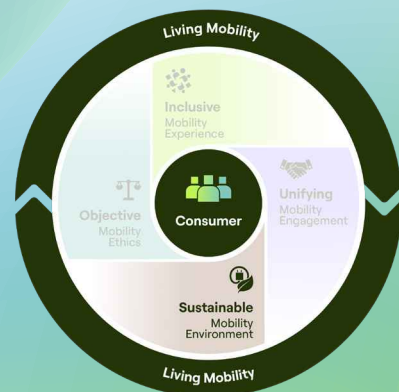 Living Mobility
Inclusive
Mobility
Experience
Objective
Mobility
Ethics
Consumer
Unifying
Mobility
Engagement
Sustainable
Mobility
Environment
Living Mobility